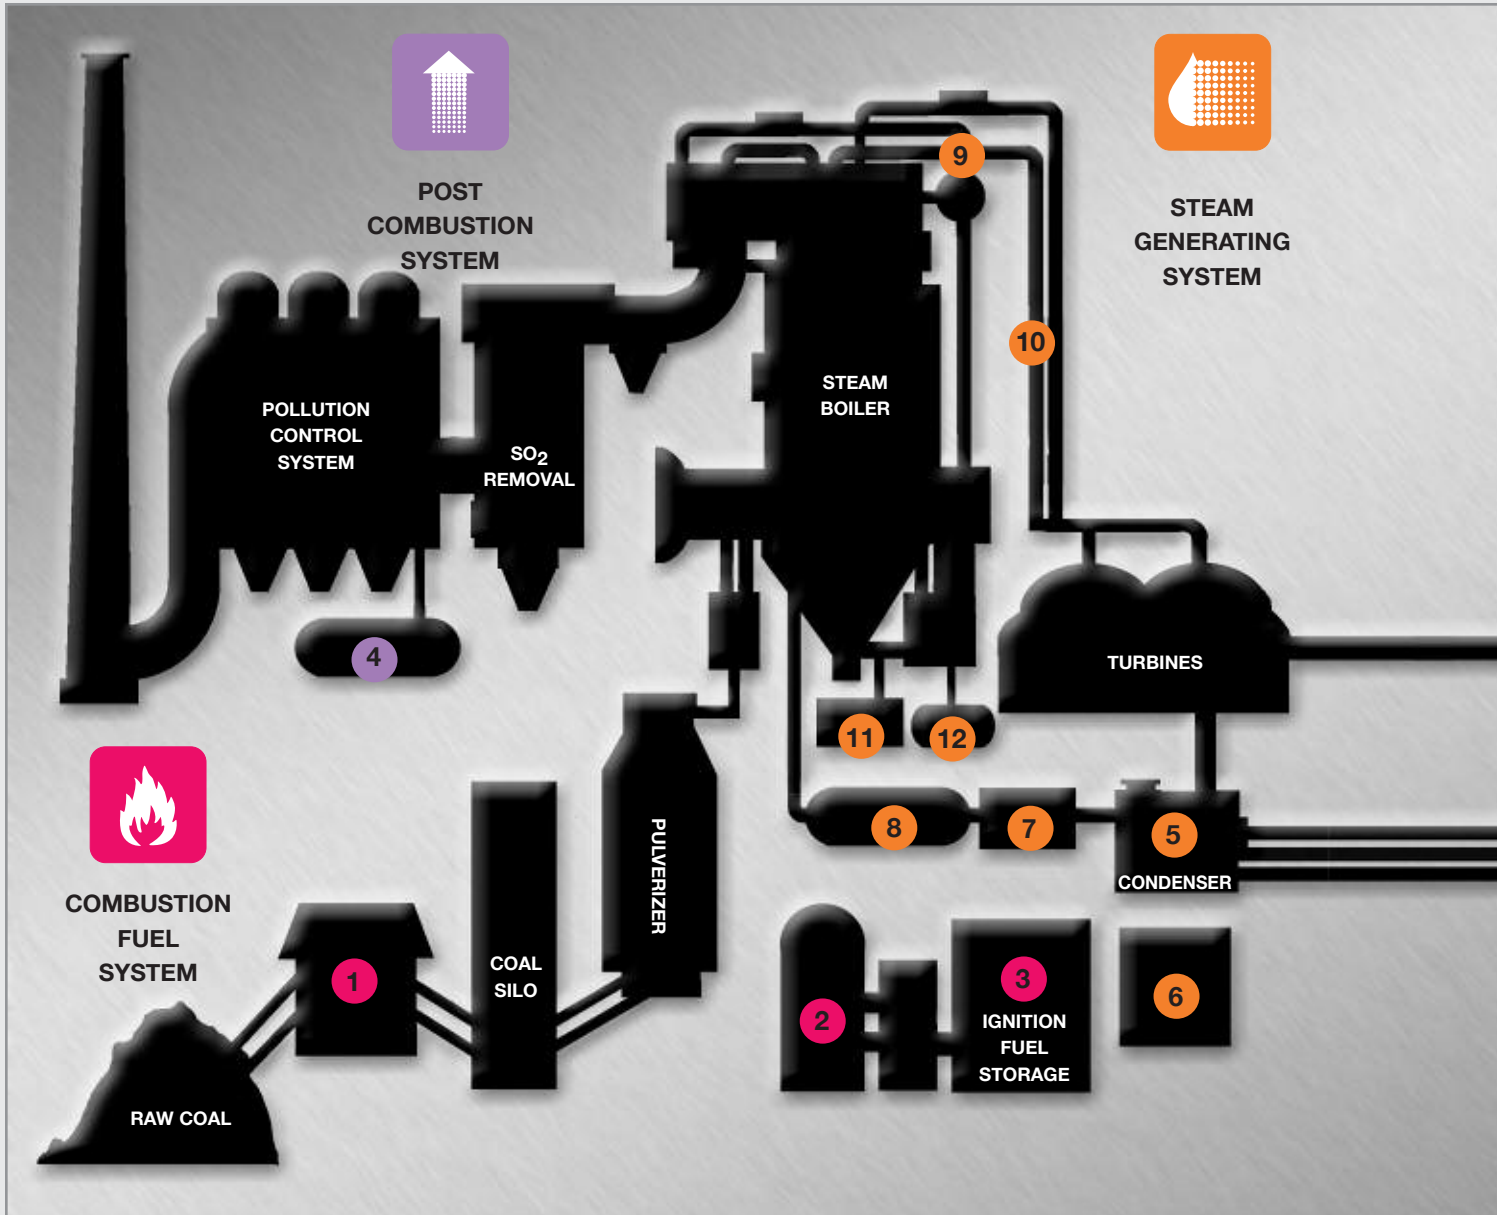 POST
COMBUSTION
SYSTEM
STEAM
GENERATING
SYSTEM
9
10
STEAM
BOILER
POLLUTION
CONTROL
SYSTEM
SO2
REMOVAL
4
TURBINES
11
12
8
7
5
CONDENSER
PULVERIZER
COMBUSTION
FUEL
SYSTEM
1
COAL
SILO
2
3
IGNITION
FUEL
STORAGE
6
RAW COAL